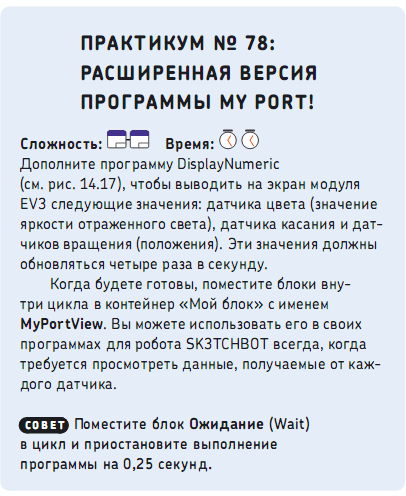 ПРАКТИКУМ № 78:
РАСШИРЕННАЯ ВЕРСИЯ
ПРОГРАММЫ MY PORT!
Сложность: Время:
Дополните программу DisplayNumeric
(см. рис. 14.17), чтобы выводить на экран модуля
EV3 следующие значения: датчика цвета (значение
яркости отраженного света), датчика касания и дат-
чиков вращения (положения). Эти значения должны
обновляться четыре раза в секунду.
Когда будете готовы, поместите блоки вну-
три цикла в контейнер «Мой блок» с именем
MyPortView. Вы можете использовать его в своих
программах для робота SK3TCHBOT всегда, когда
требуется просмотреть данные, получаемые от каж-
дого датчика.
СОВЕТ Поместите блок Ожидание (Wait)
в цикл и приостановите выполнение
программы на 0,25 секунд.